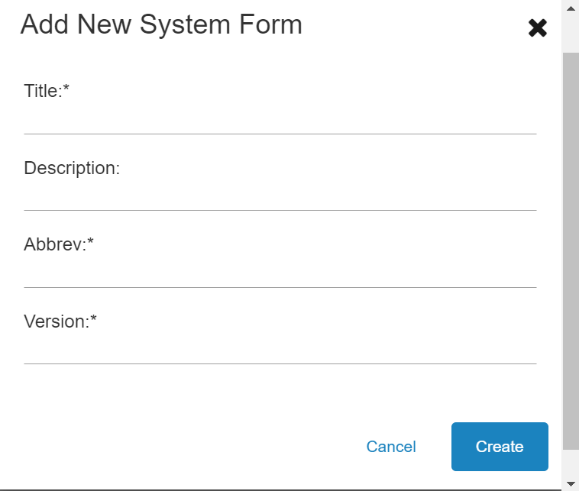 Add New System Form
Title:*
Description:
Abbrev:*
Version:*
Cancel
Create